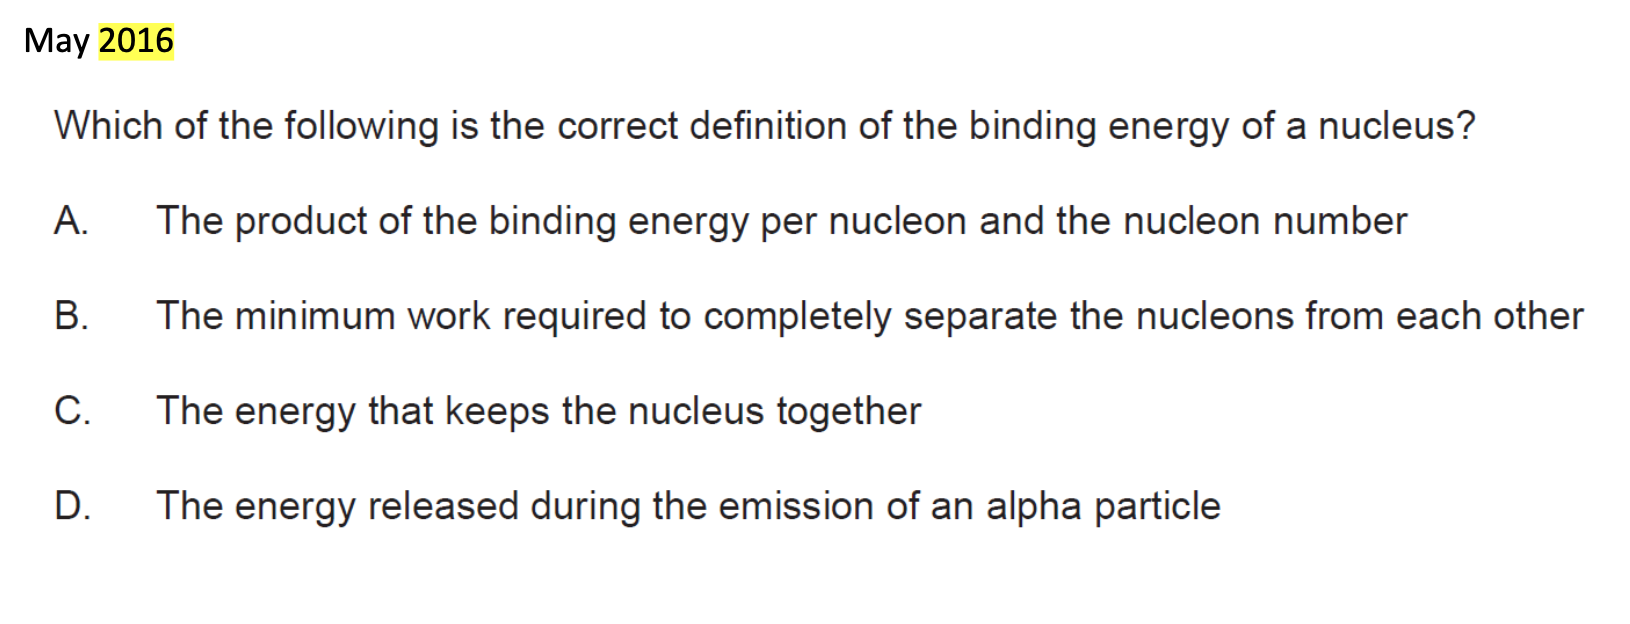 May 2016
Which of the following is the correct definition of the binding energy of a nucleus?
A. The product of the binding energy per nucleon and the nucleon number
B. The minimum work required to completely separate the nucleons from each other
C. The energy that keeps the nucleus together
D. The energy released during the emission of an alpha particle